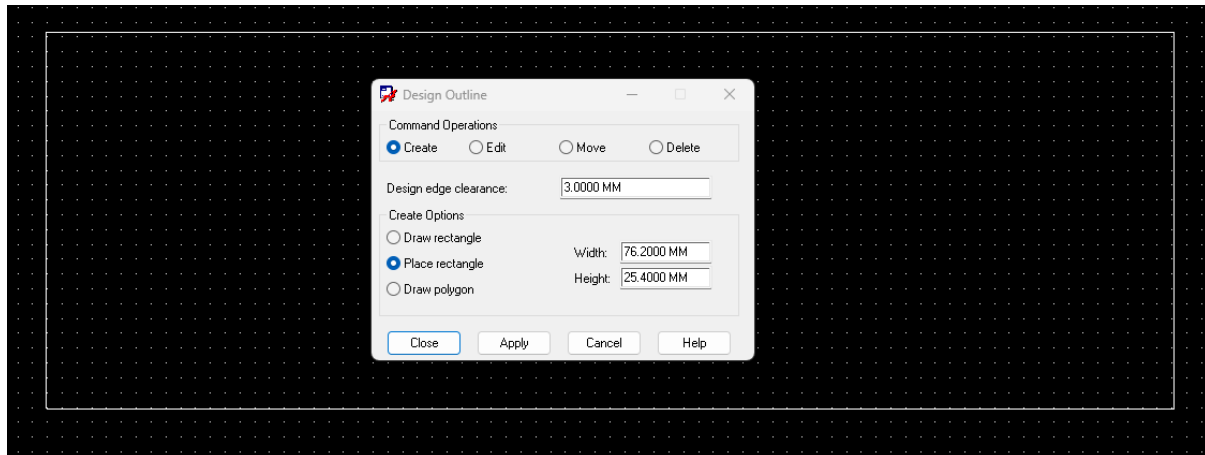 Design Outline
Command Operations
Create Edit Move Delete
Design edge clearance: 3.0000 MM
Create Options
Draw rectangle
Width: 76.2000 MM
Place rectangle
Height: 25.4000 MM
Draw polygon
Close Apply Cancel Help